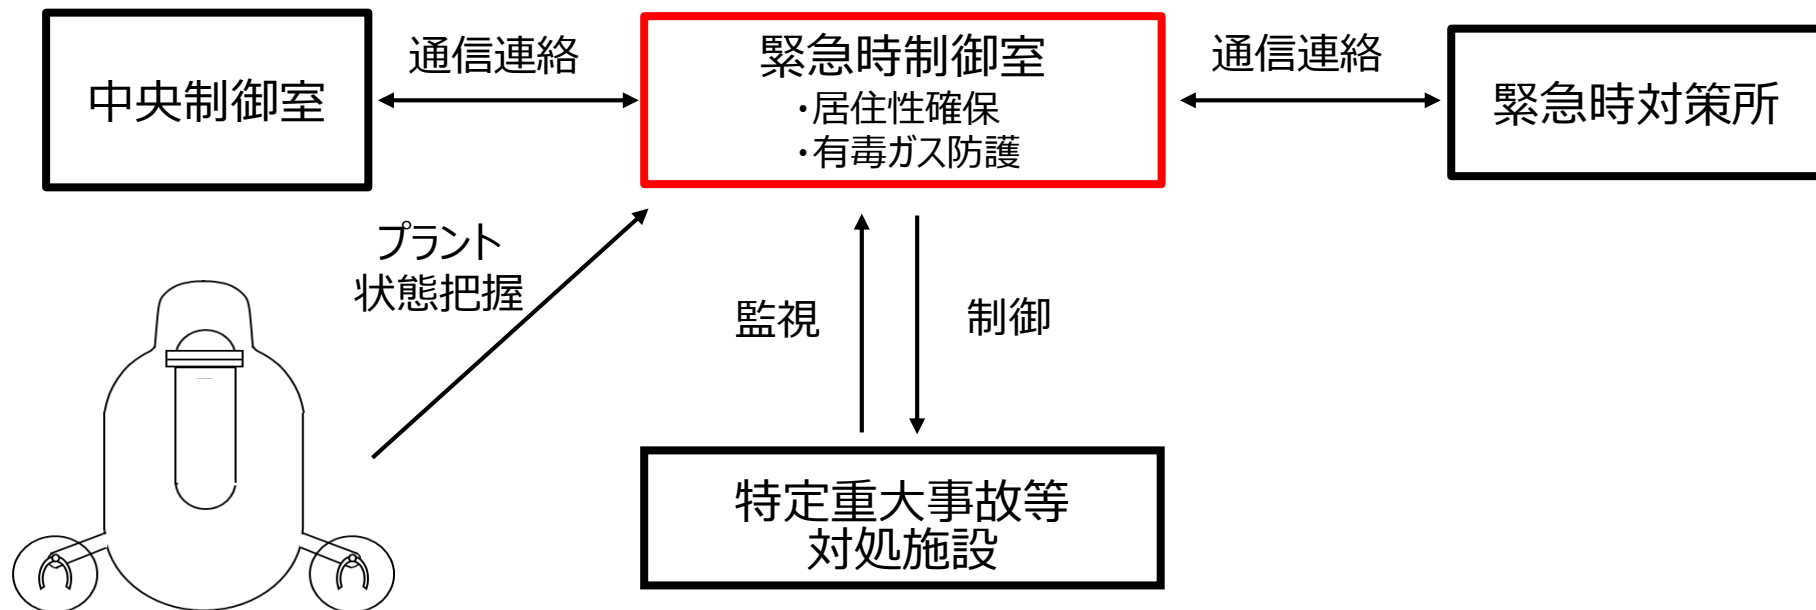 中央制御室
通信連絡
緊急時制御室
・居住性確保
・有毒ガス防護
通信連絡
緊急時対策所
プラント
状態把握
監視
制御
特定重大事故等
対処施設